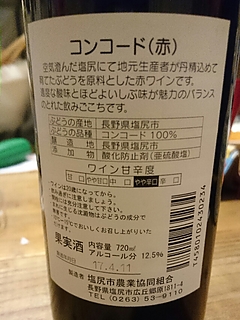 コンコード(赤)
空気澄んだ塩尻にて地元生産者が丹精込めて
育てたぶどうを原料とした赤ワインです。
適度な酸味とほどよいしぶ味が魅力のバランス
のとれた飲みごこちです。
ぶどうの産地 長野県塩尻市
ぶどうの品種 コンコード 100%
醸造地 長野県塩尻市
添加物 酸化防止剤(亜硫酸塩)
ワイン甘辛度
甘口 やや甘口 中口 やや辛口 辛口
果実酒 内容量 720ml
アルコール分 12.5%
17.4.11
製造者 塩尻市農業協同組合
長野県塩尻市広丘郷原1811-4
TEL (0263) 53-9110
T4560102430234